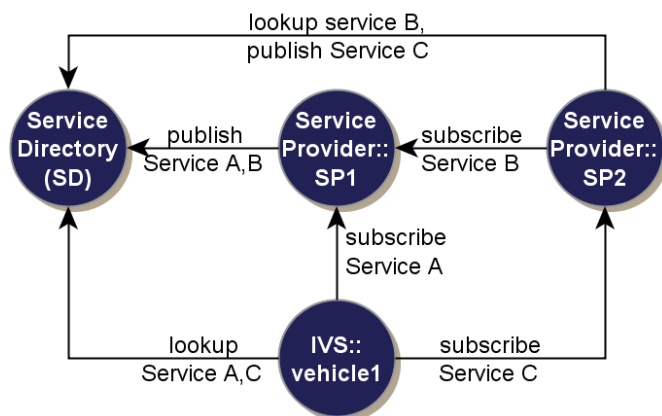 lookup service B,
publish Service C
Service
Directory
(SD)
publish
Service A,B
Service
Provider::
SP1
subscribe
Service B
Service
Provider::
SP2
subscribe
Service A
lookup
Service A,C
IVS::
vehicle1
subscribe
Service C